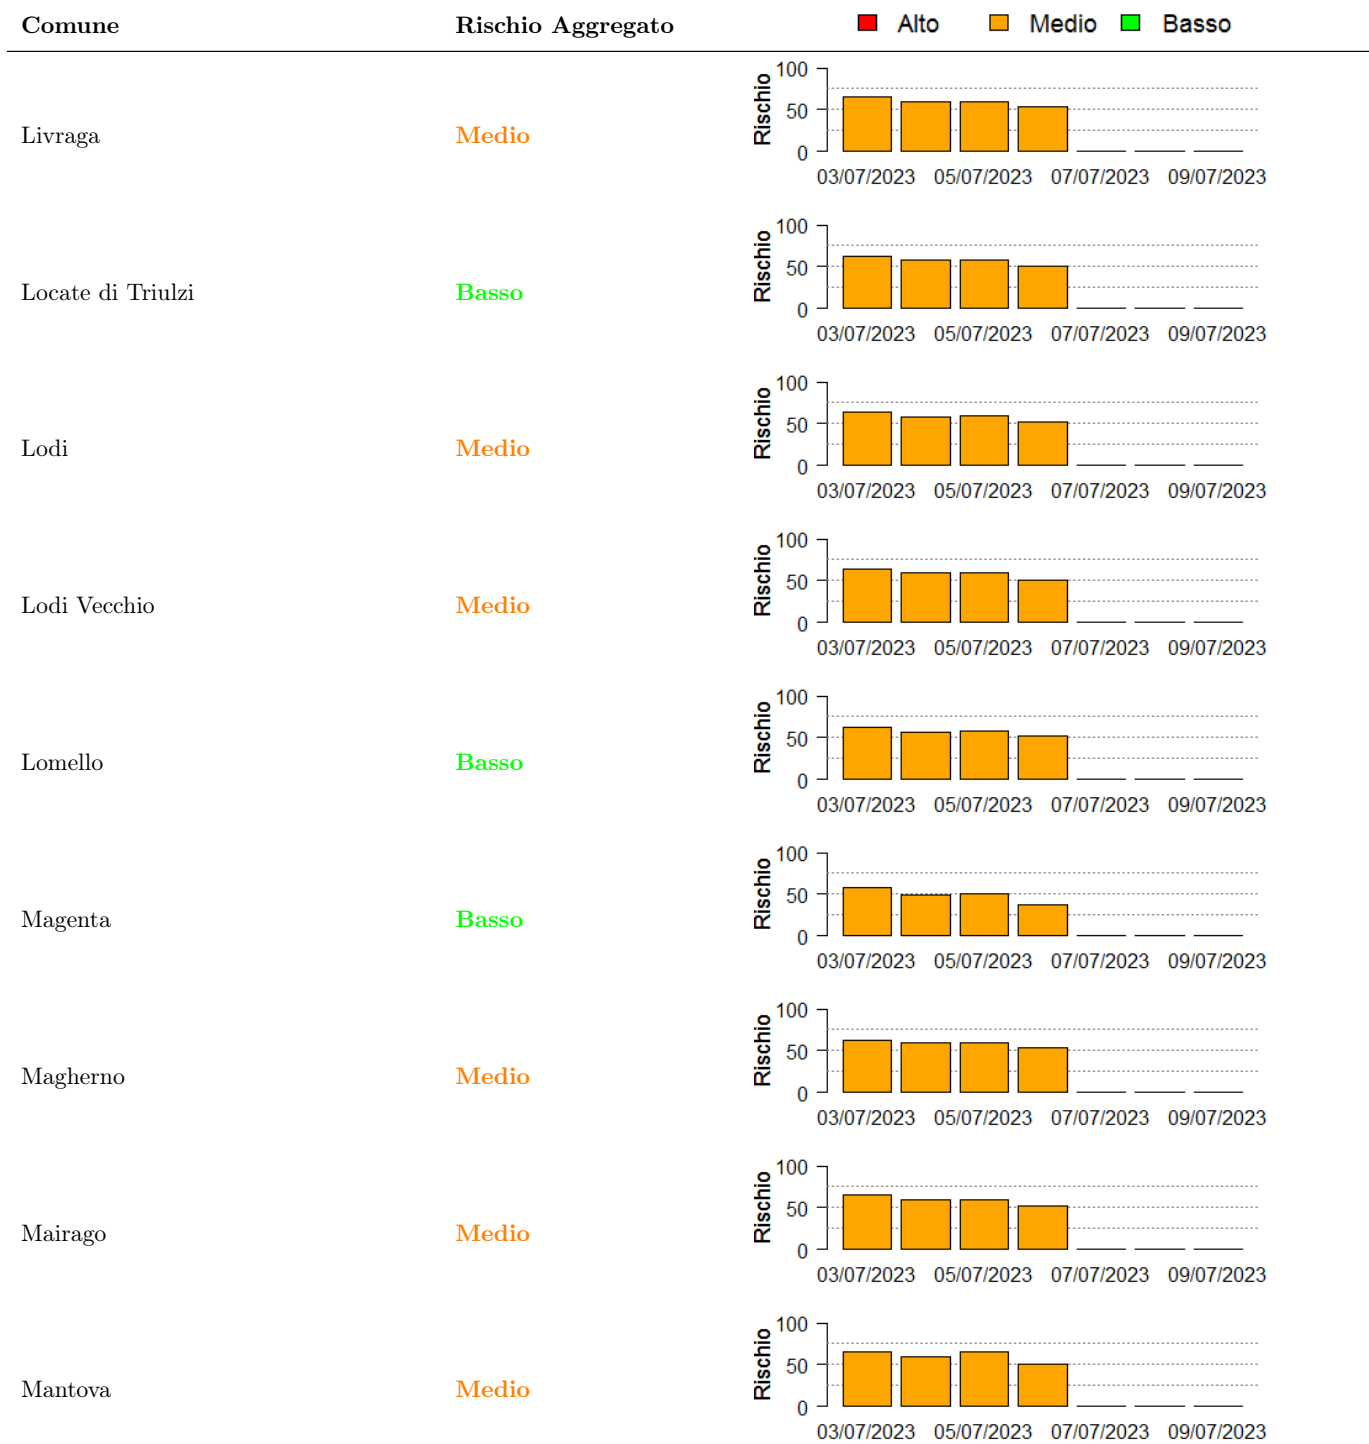 Comune Rischio Aggregato Alto Medio Basso
Livraga Medio
Rischio
100
50
0
03/07/2023 05/07/2023 07/07/2023 09/07/2023
Locate di Triulzi Basso
Rischio
100
50
0
03/07/2023 05/07/2023 07/07/2023 09/07/2023
Lodi Medio
Rischio
100
50
0
03/07/2023 05/07/2023 07/07/2023 09/07/2023
Lodi Vecchio Medio
Rischio
100
50
0
03/07/2023 05/07/2023 07/07/2023 09/07/2023
Lomello Basso
Rischio
100
50
0
03/07/2023 05/07/2023 07/07/2023 09/07/2023
Magenta Basso
Rischio
100
50
0
03/07/2023 05/07/2023 07/07/2023 09/07/2023
Magherno Medio
Rischio
100
50
0
03/07/2023 05/07/2023 07/07/2023 09/07/2023
Mairago Medio
Rischio
100
50
0
03/07/2023 05/07/2023 07/07/2023 09/07/2023
Mantova Medio
Rischio
100
50
0
03/07/2023 05/07/2023 07/07/2023 09/07/2023